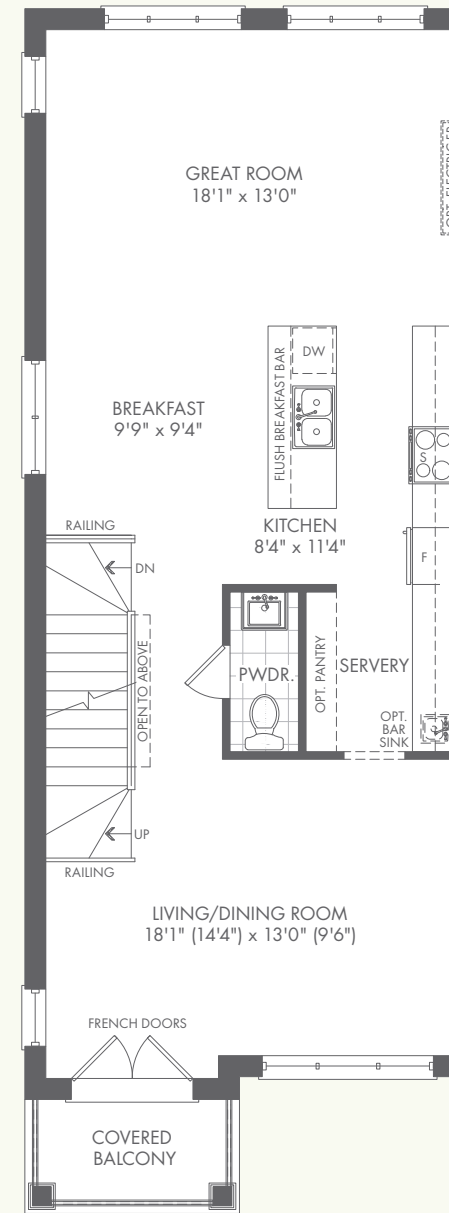 GREAT ROOM
18'1" x 13'0"
OPT. ELECTRIC
DW
FLUSH BREAKFAST BAR
BREAKFAST
9'9" x 9'4"
S
KITCHEN
8'4" x 11'4"
F
RAILING
DN
OPEN TO ABOVE
PWDR.
OPT. PANTRY
SERVERY
OPT.
BAR
SINK
UP
RAILING
LIVING/DINING ROOM
18'1" (14'4") x 13'0" (9'6")
FRENCH DOORS
COVERED
BALCONY